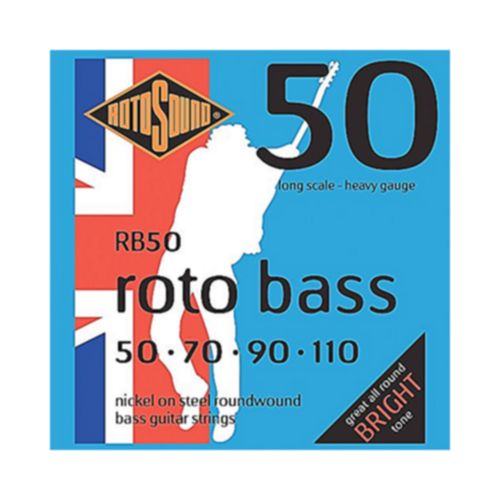 ROTOSOUND®
50
long scale - heavy gauge
RB50
roto bass
50 · 70 · 90 · 110
nickel on steel roundwound
bass guitar strings
great all round
BRIGHT
tone